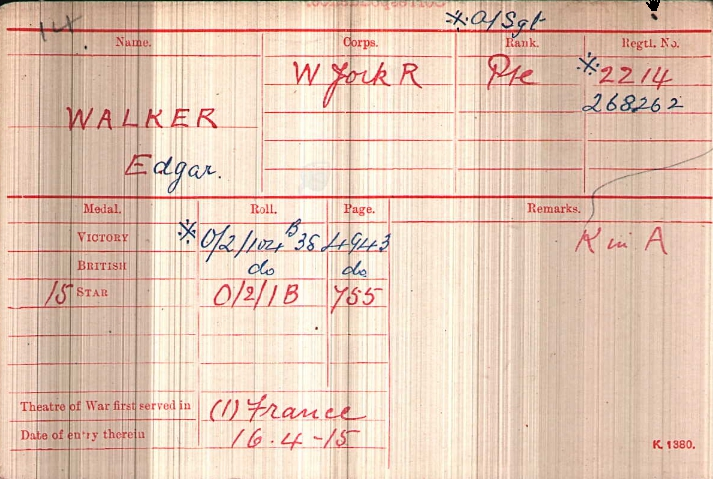 14
※ A/Sgt
Name. Corps. Rank. Regtl. No.
W York R Pte ※ 2214
268262
WALKER
Edgar.
Medal. Roll. Page. Remarks.
VICTORY ※ O/2/104 B 38 4943 K in A
BRITISH do do
15 STAR O/2/1B 755
Theatre of War first served in (1) France
Date of entry therein 16.4-15
K. 1380.